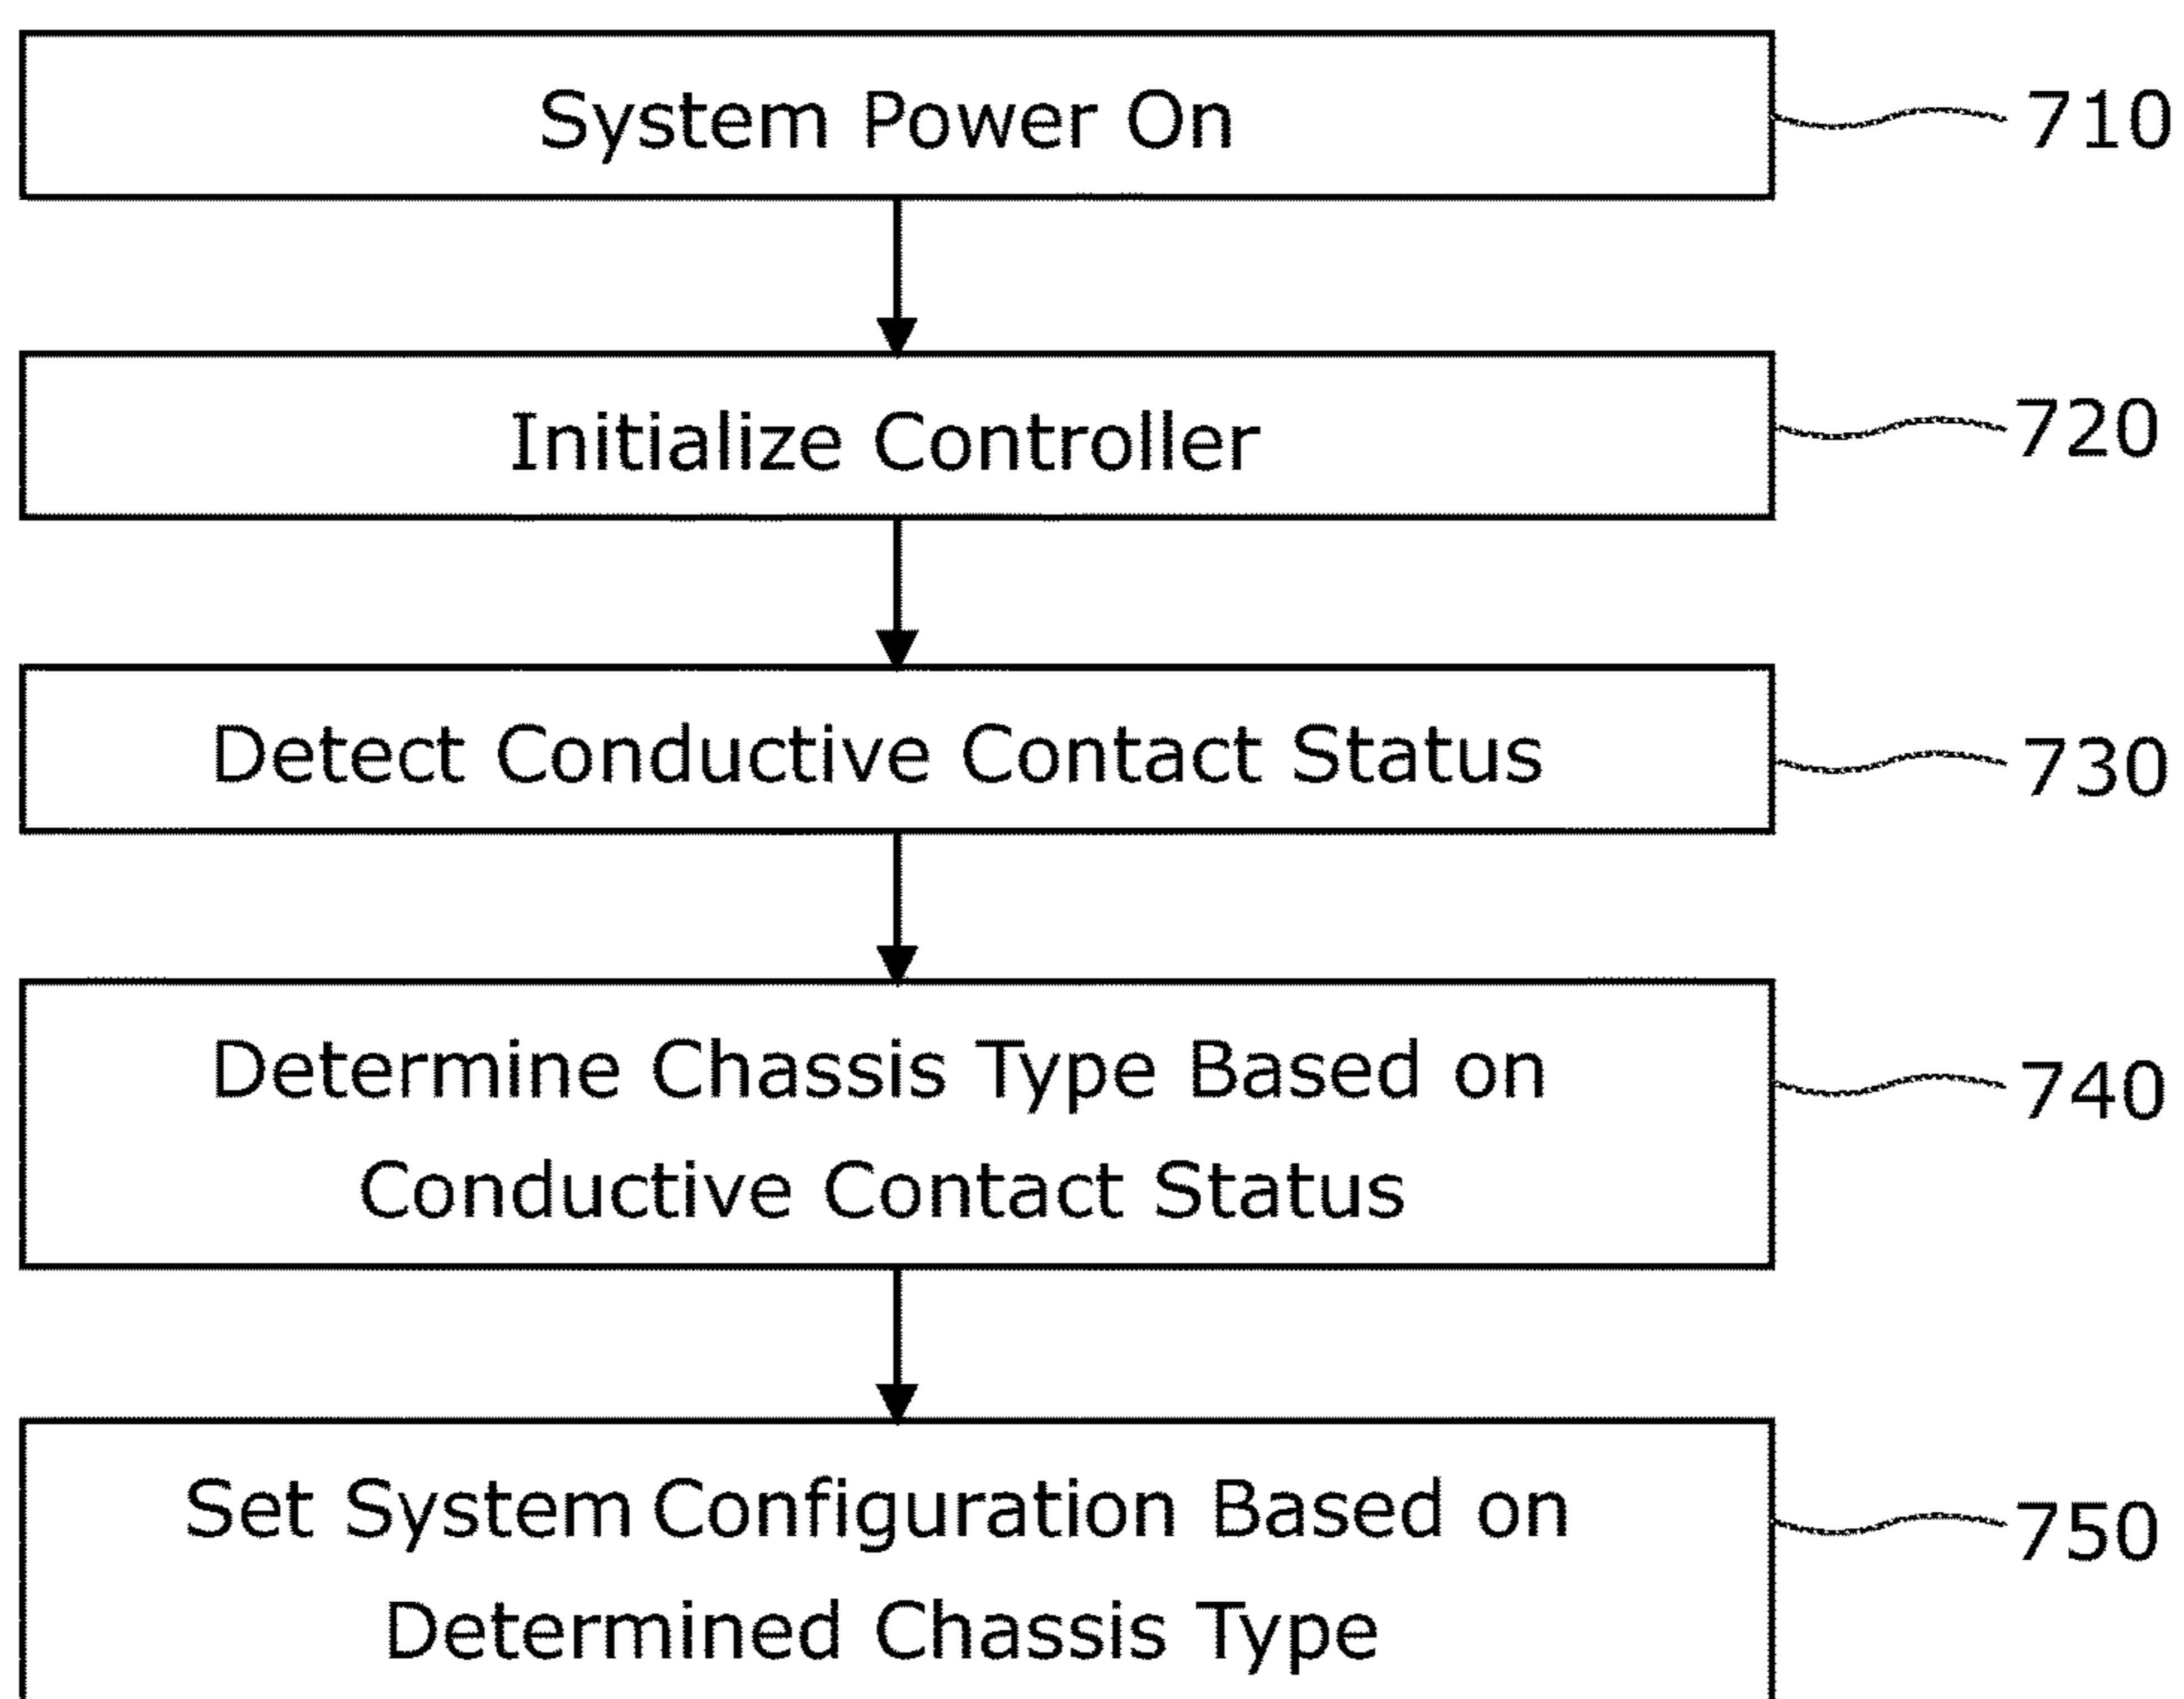 System Power On
710
Initialize Controller
720
Detect Conductive Contact Status
730
Determine Chassis Type Based on
Conductive Contact Status
740
Set System Configuration Based on
Determined Chassis Type
750